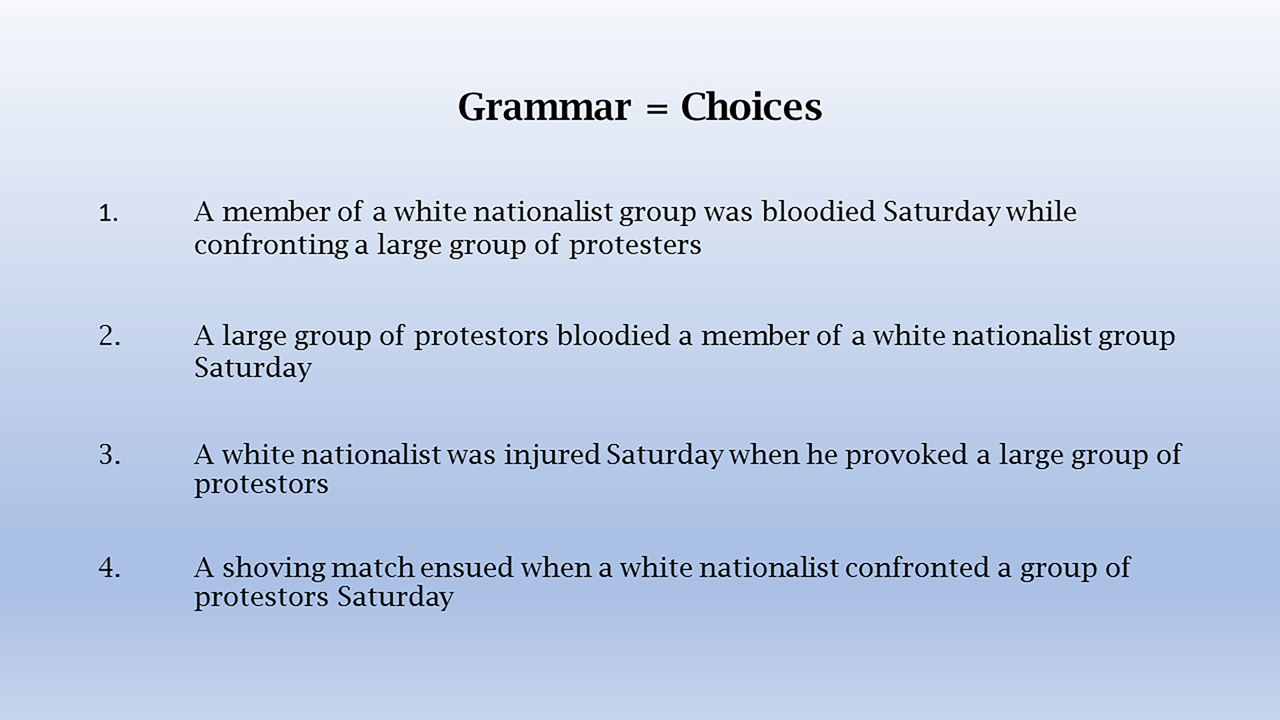 Grammar = Choices
1. A member of a white nationalist group was bloodied Saturday while
confronting a large group of protesters
2. A large group of protestors bloodied a member of a white nationalist group
Saturday
3. A white nationalist was injured Saturday when he provoked a large group of
protestors
4. A shoving match ensued when a white nationalist confronted a group of
protestors Saturday